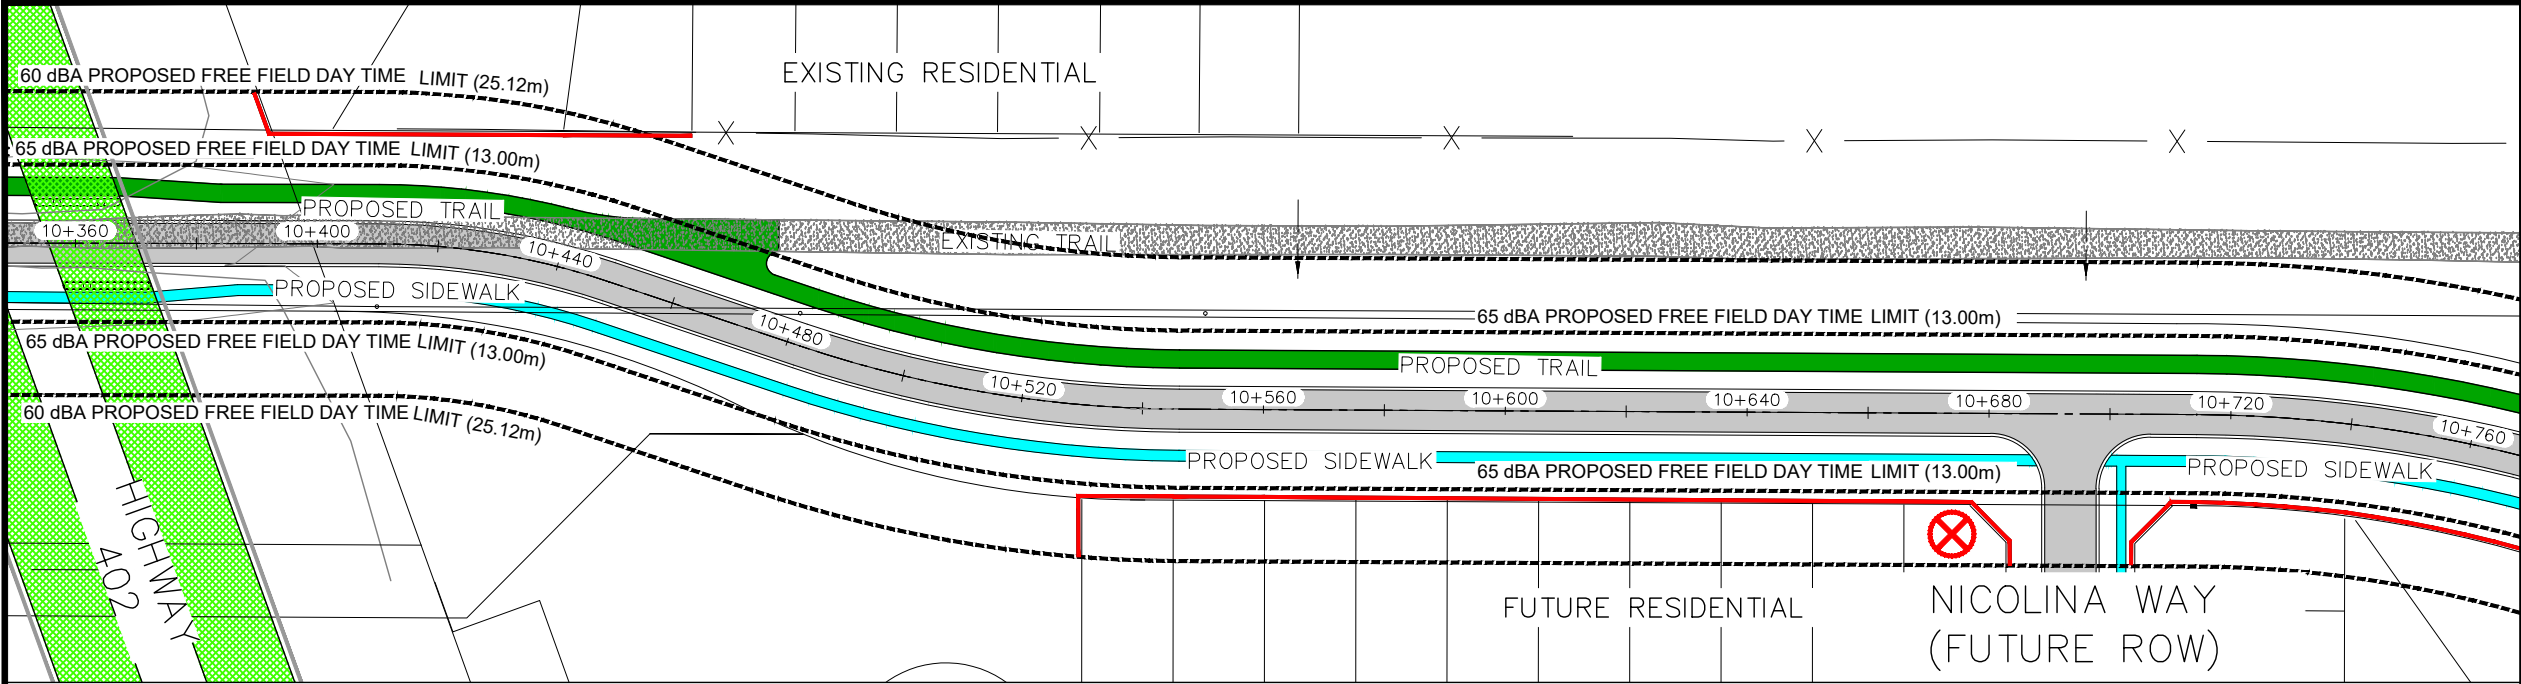 60 dBA PROPOSED FREE FIELD DAY TIME LIMIT (25.12m)
EXISTING RESIDENTIAL
65 dBA PROPOSED FREE FIELD DAY TIME LIMIT (13.00m)
PROPOSED TRAIL
10+360
10+400
10+440
EXISTING TRAIL
PROPOSED SIDEWALK
65 dBA PROPOSED FREE FIELD DAY TIME LIMIT (13.00m)
65 dBA PROPOSED FREE FIELD DAY TIME LIMIT (13.00m)
10+480
PROPOSED TRAIL
10+520
10+560
10+600
10+640
10+680
10+720
10+760
60 dBA PROPOSED FREE FIELD DAY TIME LIMIT (25.12m)
PROPOSED SIDEWALK
65 dBA PROPOSED FREE FIELD DAY TIME LIMIT (13.00m)
PROPOSED SIDEWALK
HIGHWAY
402
FUTURE RESIDENTIAL
NICOLINA WAY
(FUTURE ROW)